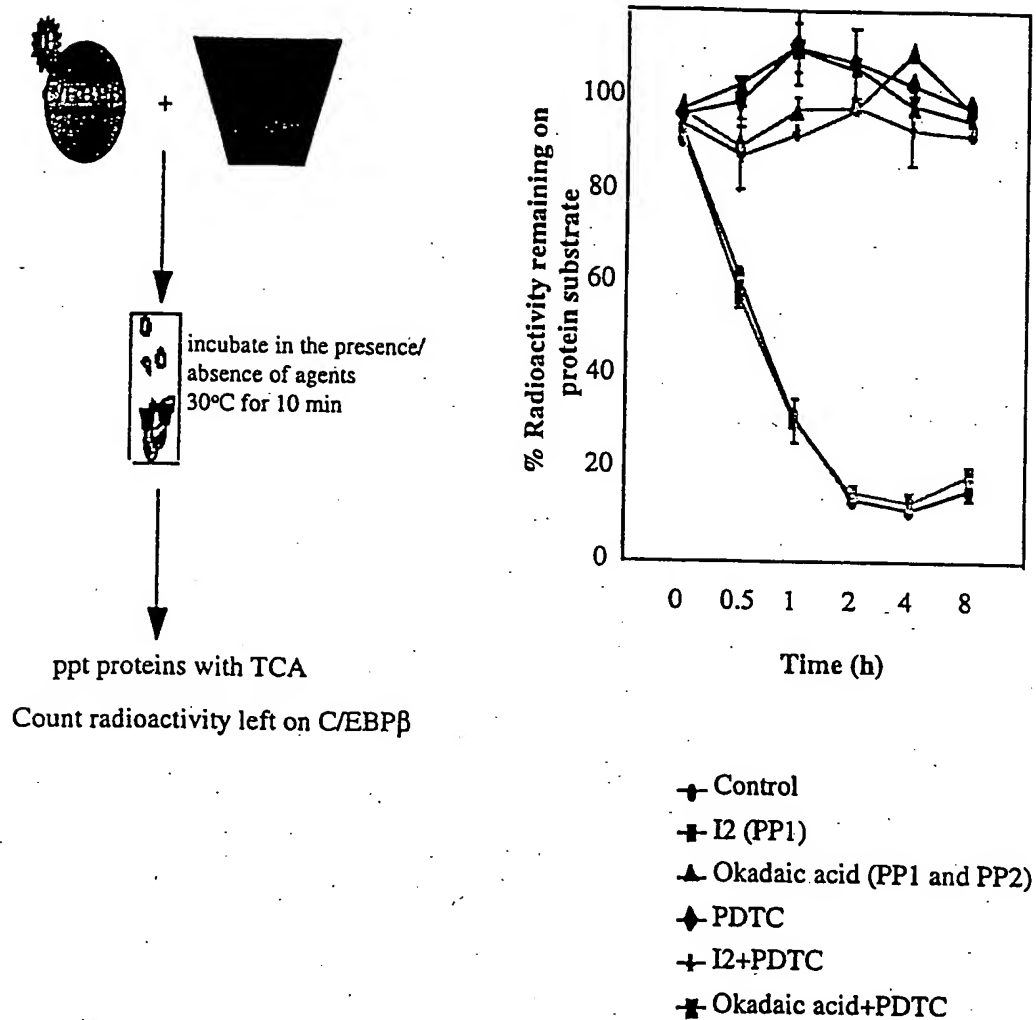 +
incubate in the presence/
absence of agents
30°C for 10 min
ppt proteins with TCA
Count radioactivity left on C/EBPβ
% Radioactivity remaining on
protein substrate
100
80
60
40
20
0
0 0.5 1 2 4 8
Time (h)
Control
I2 (PP1)
Okadaic acid (PP1 and PP2)
PDTC
I2+PDTC
Okadaic acid+PDTC